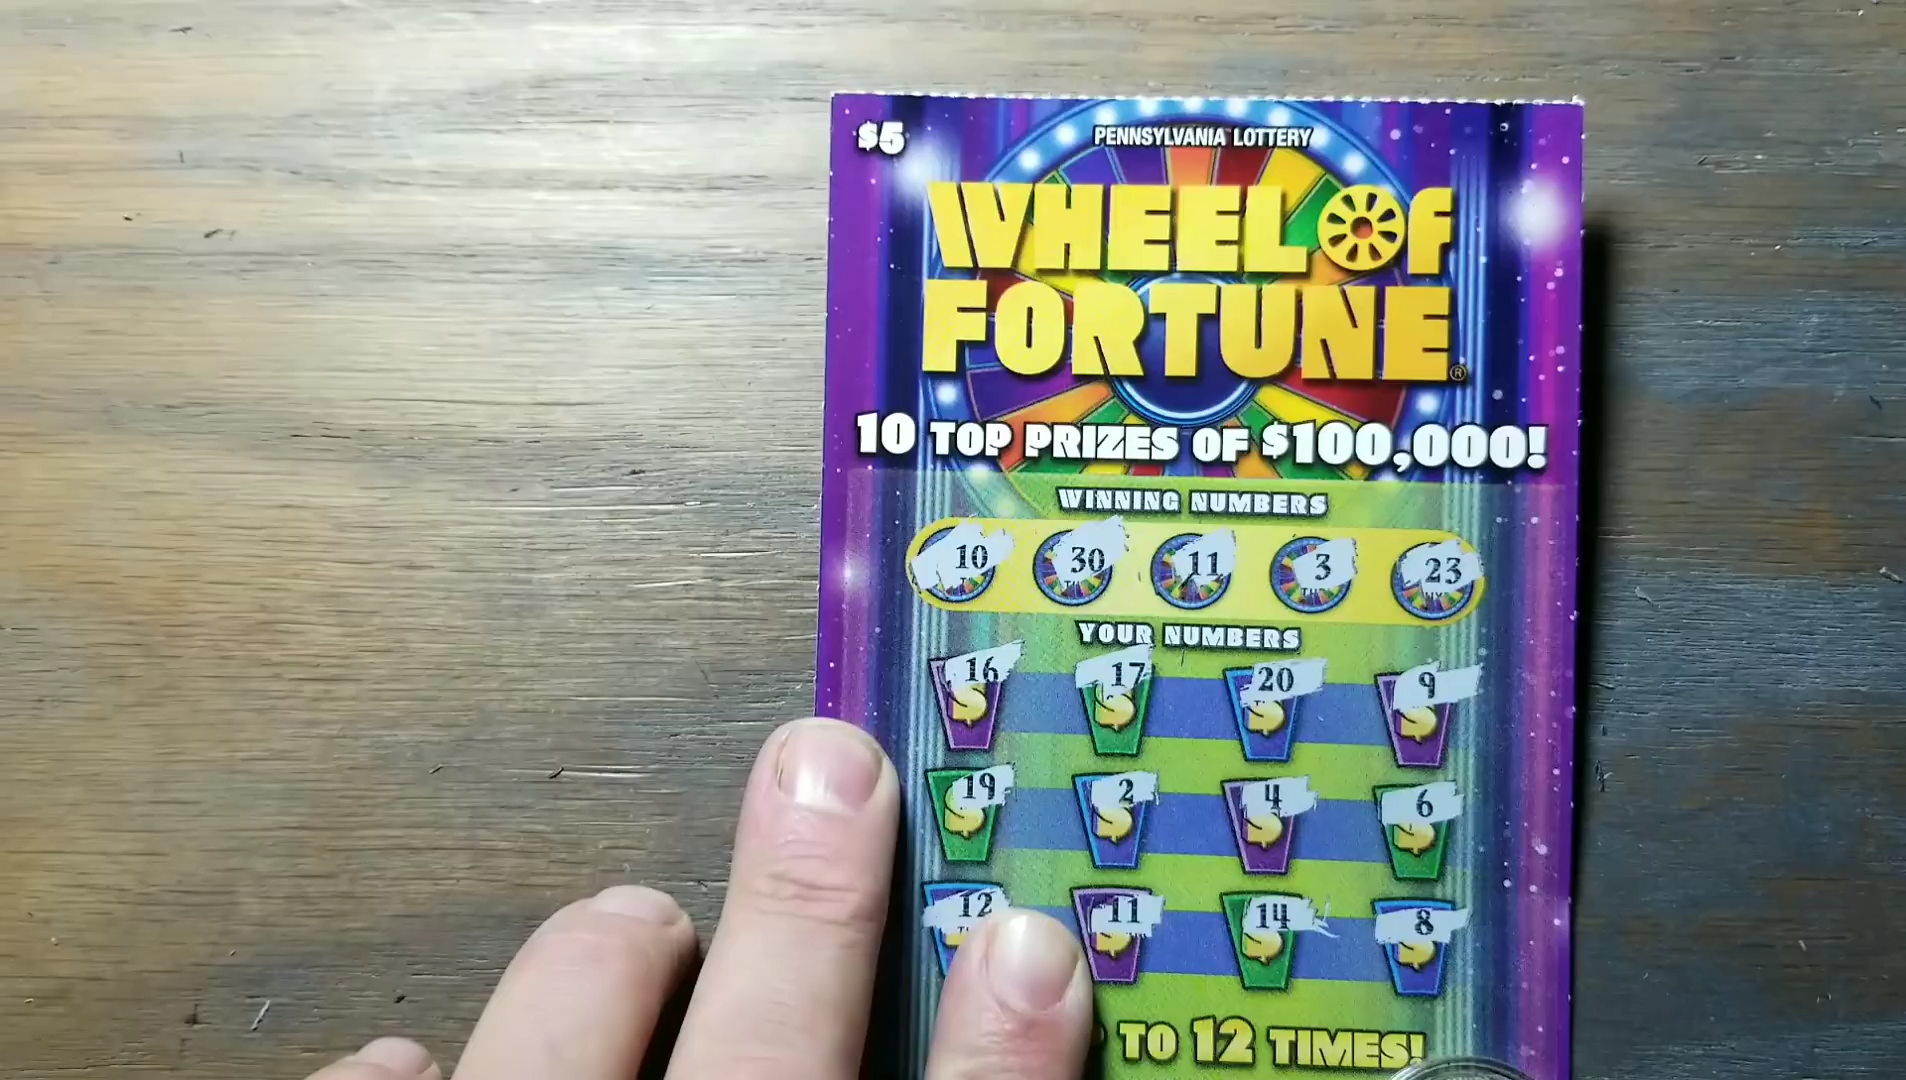 $5
PENNSYLVANIA LOTTERY
WHEEL OF
FORTUNE®
10 TOP PRIZES OF $100,000!
WINNING NUMBERS
10 30 11 3 23
YOUR NUMBERS
16 17 20 9
$ $ $ $
19 2 4 6
$ $ $ $
12 11 14 8
$ $ $
TO 12 TIMES!